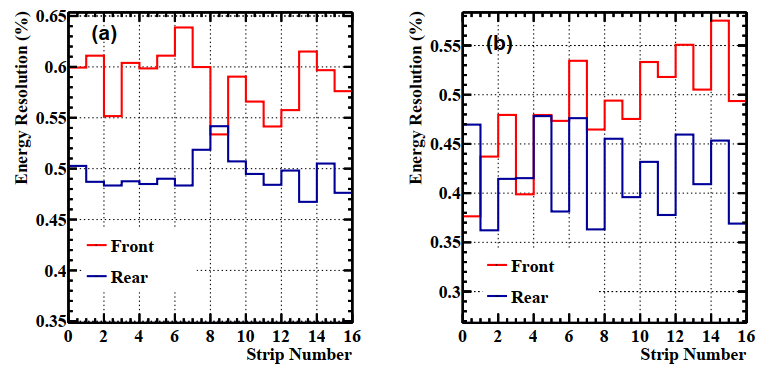 (a)
Energy Resolution (%)
0.65
0.6
0.55
0.5
0.45
0.4
0.35
Front
Rear
0 2 4 6 8 10 12 14 16
Strip Number
(b)
Energy Resolution (%)
0.55
0.5
0.45
0.4
0.35
0.3
Front
Rear
0 2 4 6 8 10 12 14 16
Strip Number